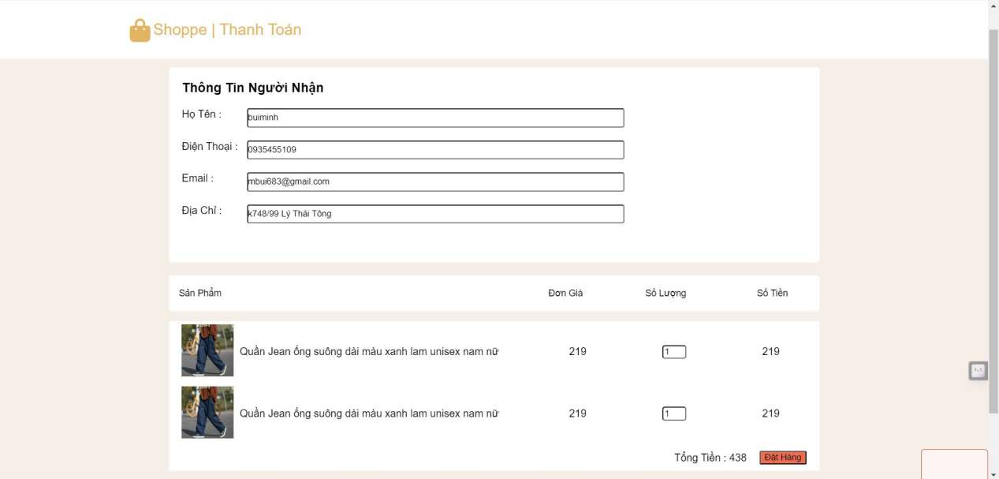 Shoppe | Thanh Toán
Thông Tin Người Nhận
Họ Tên : buiminh
Điện Thoại : 0935455109
Email : mbui683@gmail.com
Địa Chỉ : k748/99 Lý Thái Tông
Sản Phẩm Đơn Giá Số Lượng Số Tiền
Quần Jean ống suông dài màu xanh lam unisex nam nữ 219 1 219
Quần Jean ống suông dài màu xanh lam unisex nam nữ 219 1 219
Tổng Tiền : 438 Đặt Hàng